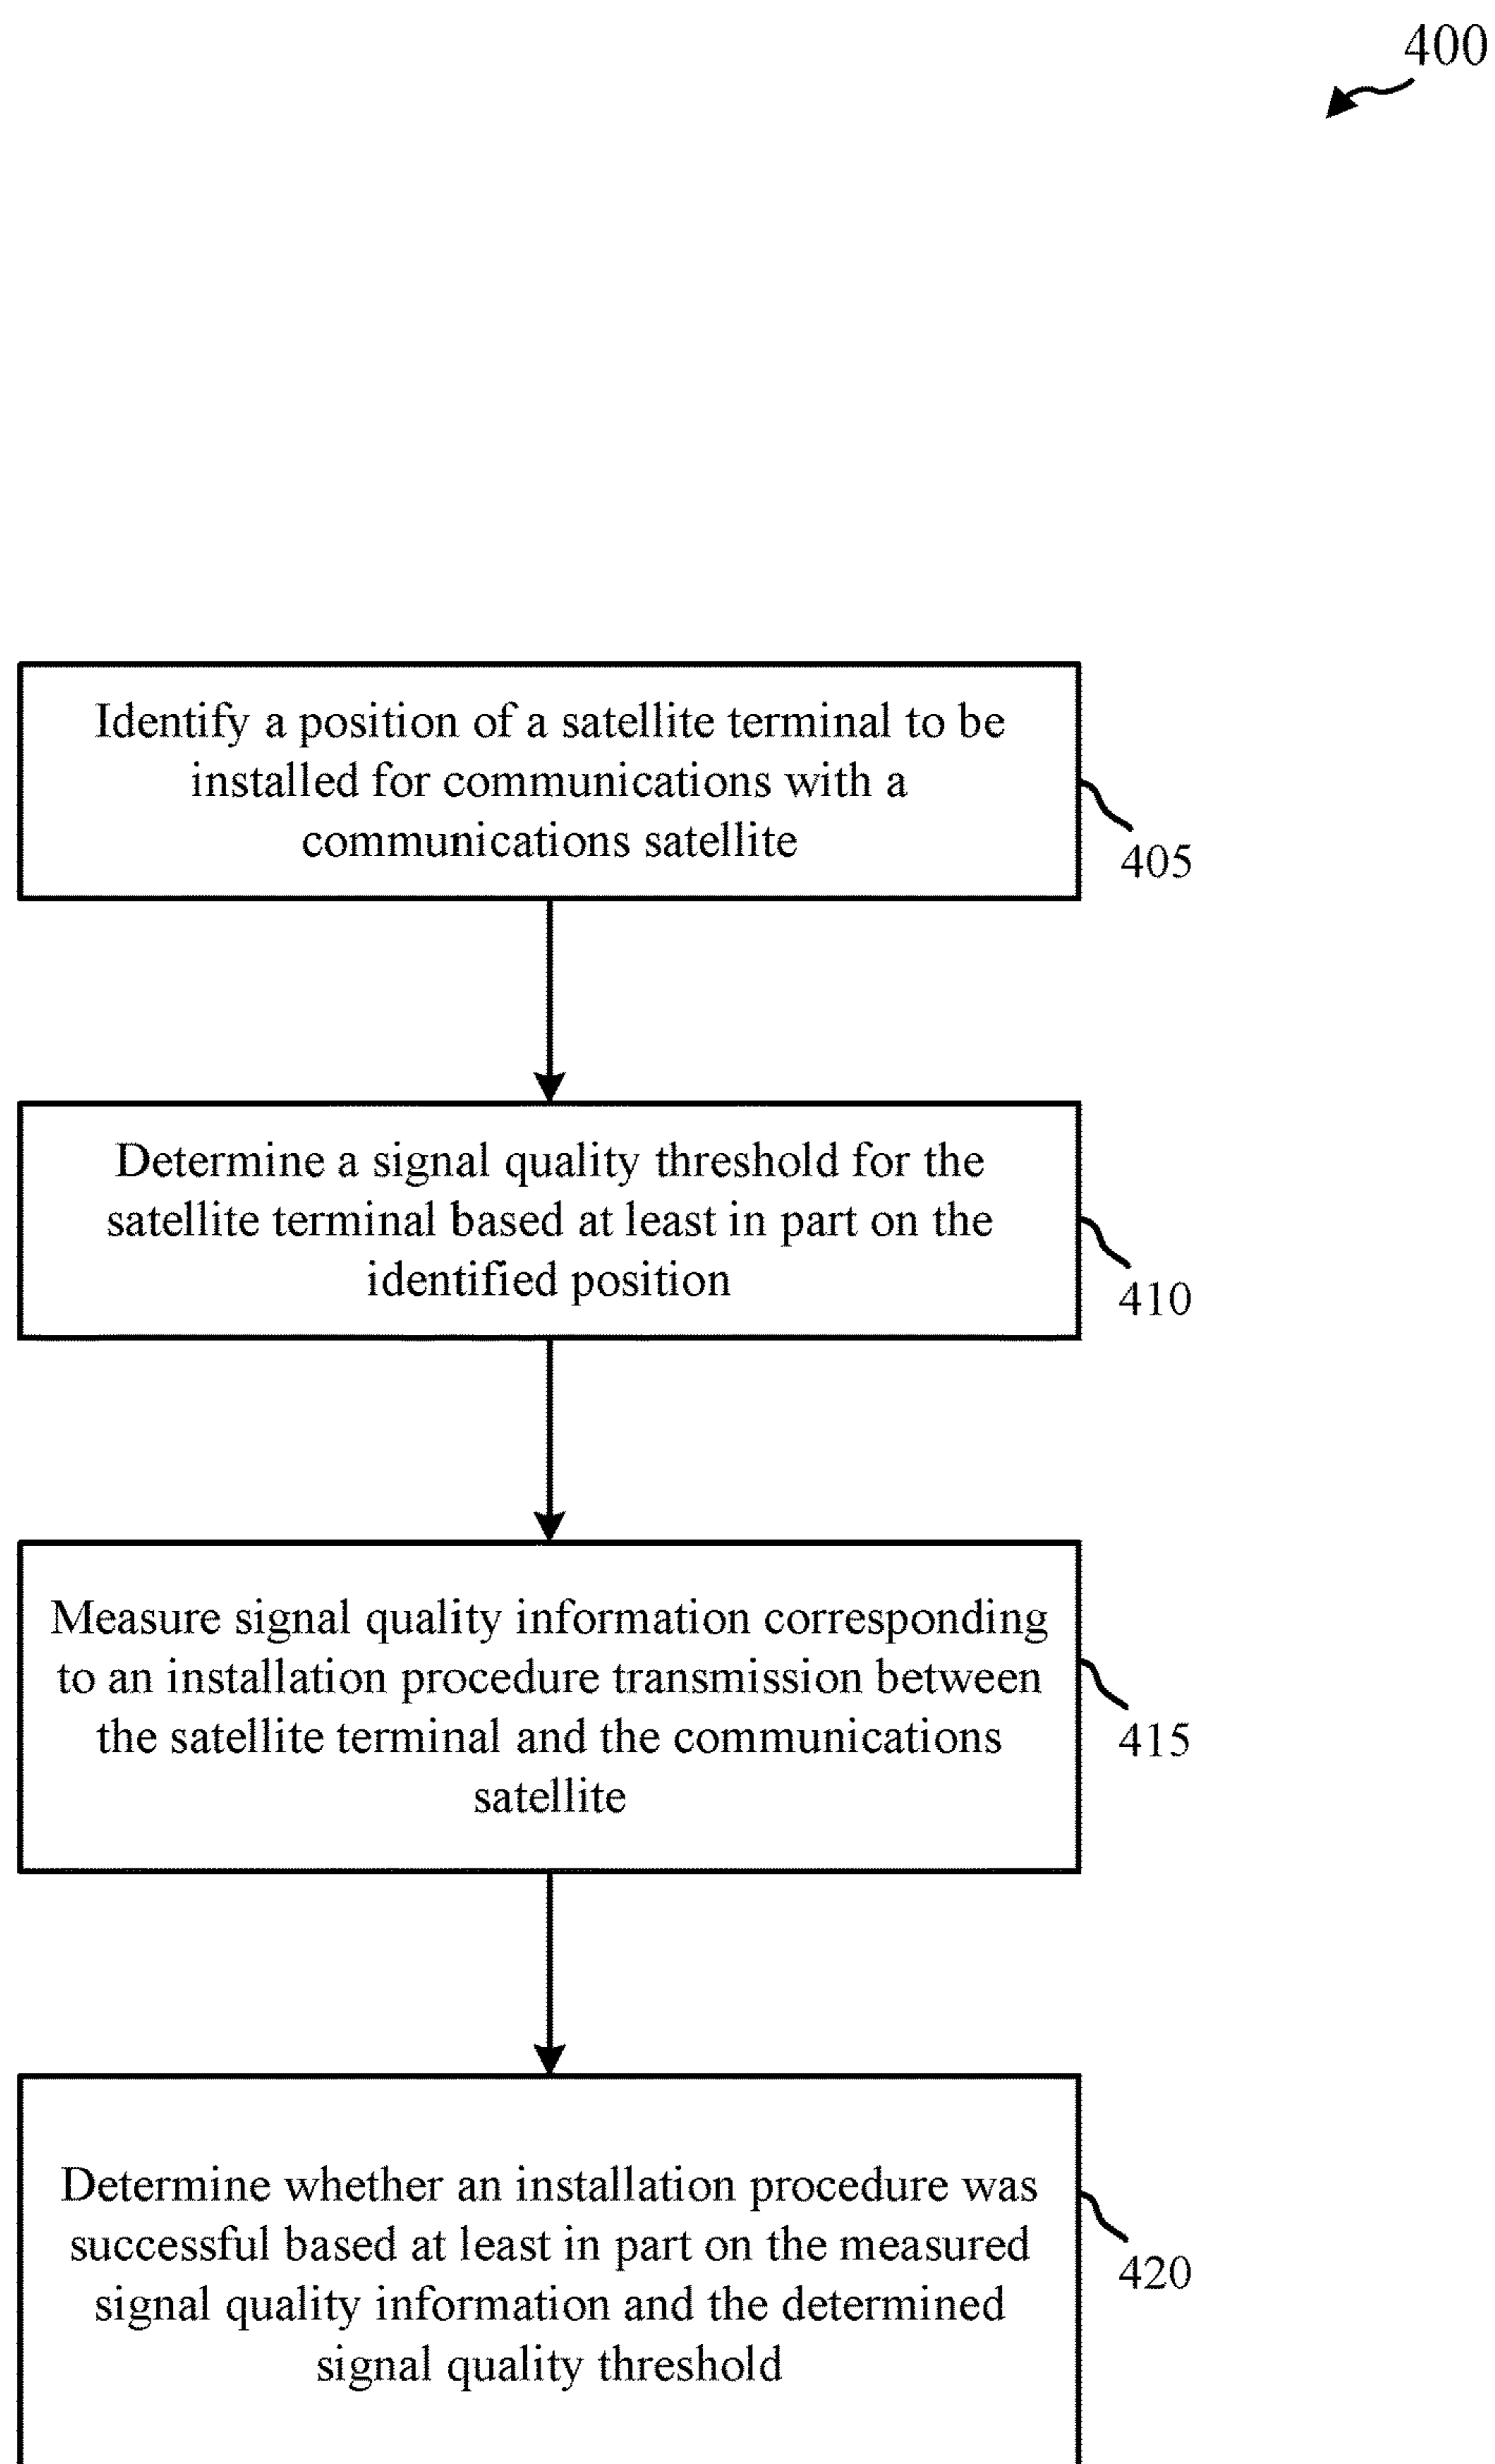 400
Identify a position of a satellite terminal to be
installed for communications with a
communications satellite
405
Determine a signal quality threshold for the
satellite terminal based at least in part on the
identified position
410
Measure signal quality information corresponding
to an installation procedure transmission between
the satellite terminal and the communications
satellite
415
Determine whether an installation procedure was
successful based at least in part on the measured
signal quality information and the determined
signal quality threshold
420